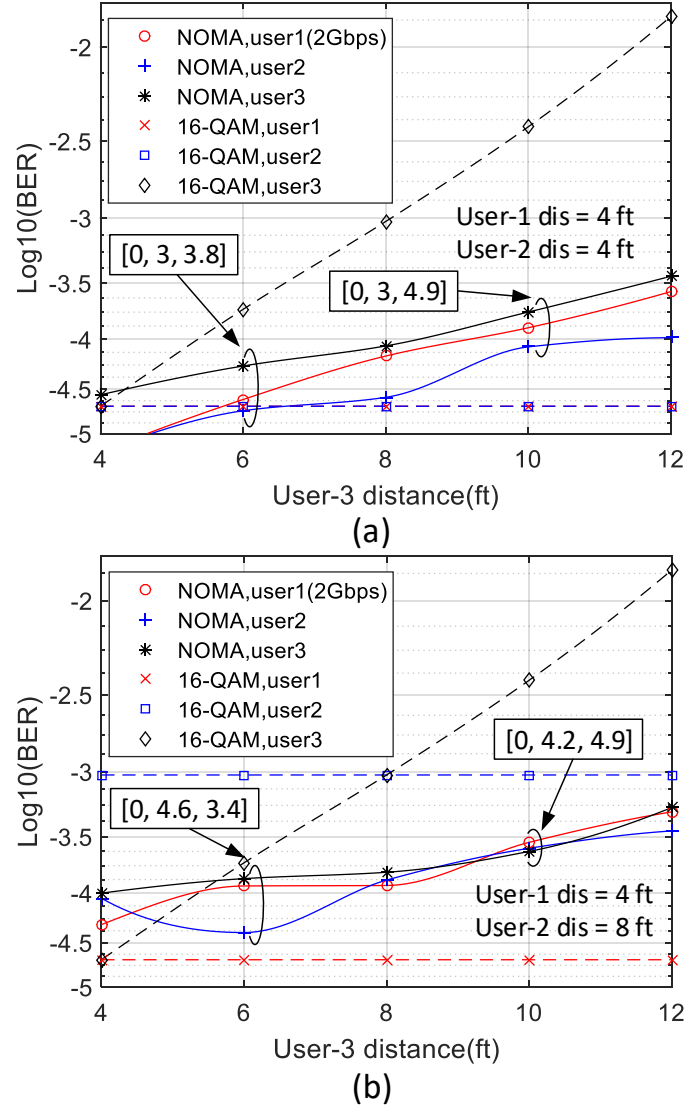 NOMA,user1(2Gbps)
NOMA,user2
NOMA,user3
16-QAM,user1
16-QAM,user2
16-QAM,user3
-2
-2.5
-3
-3.5
-4
-4.5
-5
Log10(BER)
User-1 dis = 4 ft
User-2 dis = 4 ft
[0, 3, 3.8]
[0, 3, 4.9]
4 6 8 10 12
User-3 distance(ft)
(a)
NOMA,user1(2Gbps)
NOMA,user2
NOMA,user3
16-QAM,user1
16-QAM,user2
16-QAM,user3
-2
-2.5
-3
-3.5
-4
-4.5
-5
Log10(BER)
[0, 4.2, 4.9]
[0, 4.6, 3.4]
User-1 dis = 4 ft
User-2 dis = 8 ft
4 6 8 10 12
User-3 distance(ft)
(b)